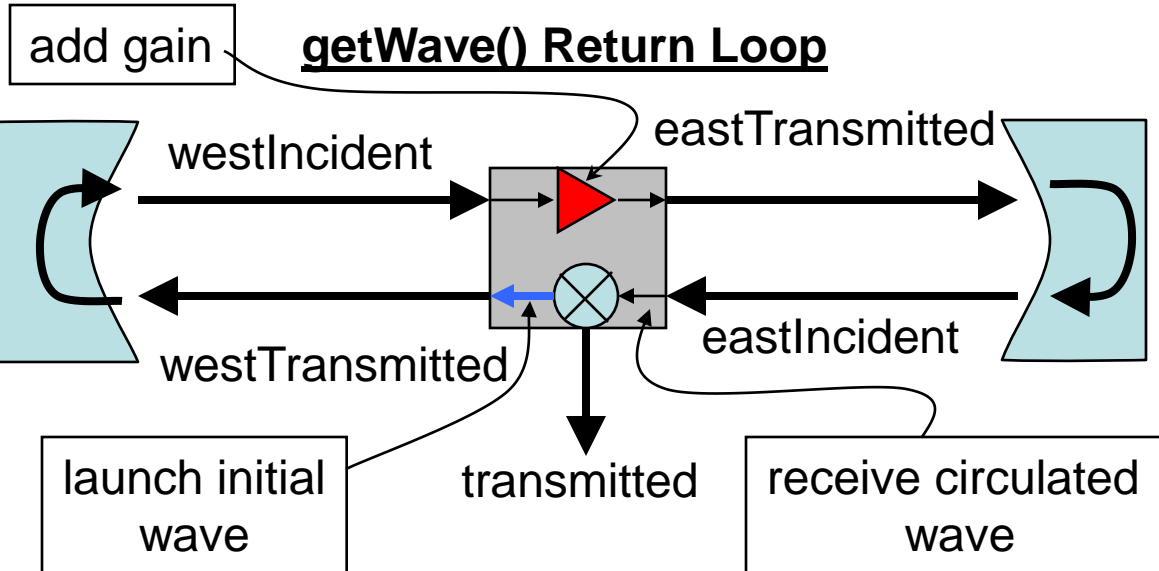 add gain
getWave() Return Loop
westIncident
eastTransmitted
westTransmitted
eastIncident
launch initial
wave
transmitted
receive circulated
wave